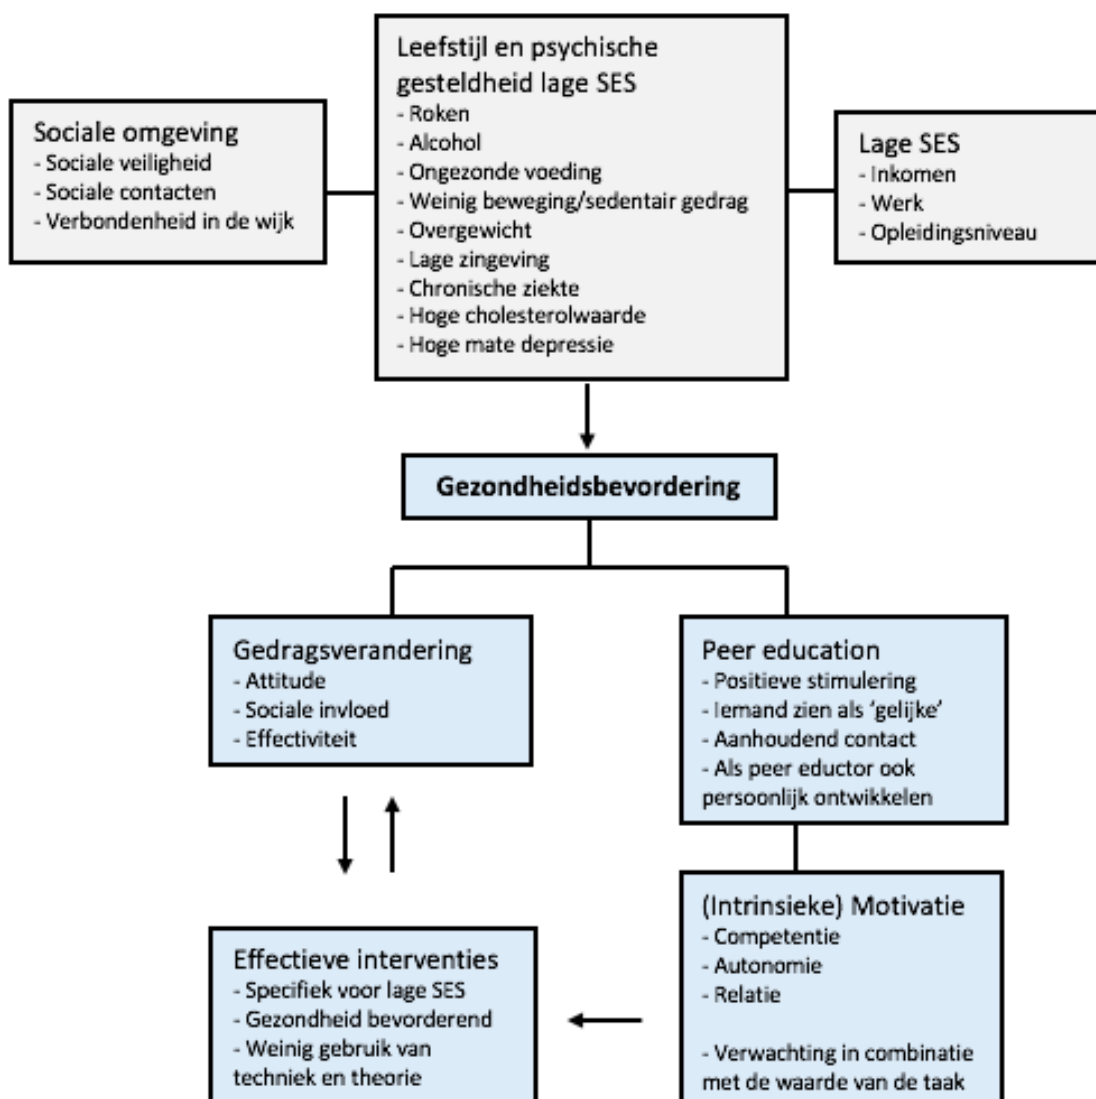 Leefstijl en psychische
gesteldheid lage SES
- Roken
- Alcohol
- Ongezonde voeding
- Weinig beweging/sedentair gedrag
- Overgewicht
- Lage zingeving
- Chronische ziekte
- Hoge cholesterolwaarde
- Hoge mate depressie
Sociale omgeving
- Sociale veiligheid
- Sociale contacten
- Verbondenheid in de wijk
Lage SES
- Inkomen
- Werk
- Opleidingsniveau
Gezondheidsbevordering
Gedragsverandering
- Attitude
- Sociale invloed
- Effectiviteit
Peer education
- Positieve stimulering
- Iemand zien als ‘gelijke’
- Aanhoudend contact
- Als peer eductor ook
persoonlijk ontwikkelen
Effectieve interventies
- Specifiek voor lage SES
- Gezondheid bevorderend
- Weinig gebruik van
techniek en theorie
(Intrinsieke) Motivatie
- Competentie
- Autonomie
- Relatie
- Verwachting in combinatie
met de waarde van de taak